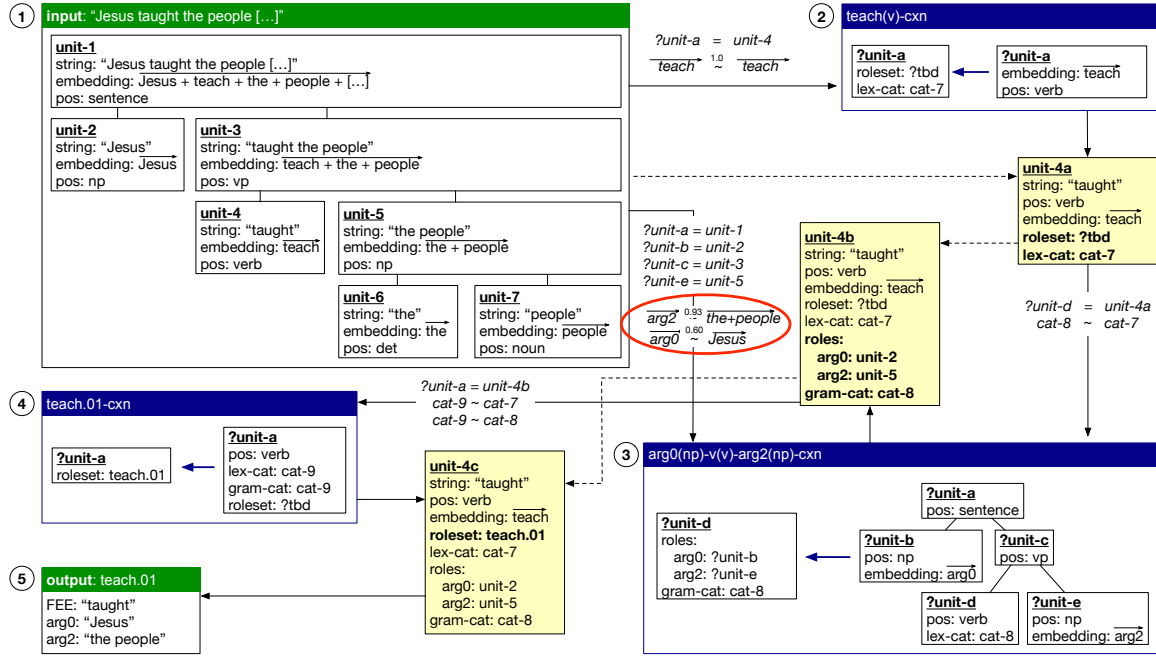 1
input: “Jesus taught the people […]”
unit-1
string: “Jesus taught the people […]”
embedding: Jesus + teach + the + people + […]
pos: sentence
unit-2
string: “Jesus”
embedding: Jesus
pos: np
unit-3
string: “taught the people”
embedding: teach + the + people
pos: vp
unit-4
string: “taught”
embedding: teach
pos: verb
unit-5
string: “the people”
embedding: the + people
pos: np
unit-6
string: “the”
embedding: the
pos: det
unit-7
string: “people”
embedding: people
pos: noun
?unit-a = unit-4
teach 1.0 ~ teach
2
teach(v)-cxn
?unit-a
roleset: ?tbd
lex-cat: cat-7
?unit-a
embedding: teach
pos: verb
unit-4a
string: “taught”
pos: verb
embedding: teach
roleset: ?tbd
lex-cat: cat-7
?unit-a = unit-1
?unit-b = unit-2
?unit-c = unit-3
?unit-e = unit-5
arg2 0.93 ~ the+people
arg0 0.60 ~ Jesus
unit-4b
string: “taught”
pos: verb
embedding: teach
roleset: ?tbd
lex-cat: cat-7
roles:
arg0: unit-2
arg2: unit-5
gram-cat: cat-8
?unit-d = unit-4a
cat-8 ~ cat-7
3
arg0(np)-v(v)-arg2(np)-cxn
?unit-d
roles:
arg0: ?unit-b
arg2: ?unit-e
gram-cat: cat-8
?unit-a
pos: sentence
?unit-b
pos: np
embedding: arg0
?unit-c
pos: vp
?unit-d
pos: verb
lex-cat: cat-8
?unit-e
pos: np
embedding: arg2
?unit-a = unit-4b
cat-9 ~ cat-7
cat-9 ~ cat-8
4
teach.01-cxn
?unit-a
roleset: teach.01
?unit-a
pos: verb
lex-cat: cat-9
gram-cat: cat-9
roleset: ?tbd
unit-4c
string: “taught”
pos: verb
embedding: teach
roleset: teach.01
lex-cat: cat-7
roles:
arg0: unit-2
arg2: unit-5
gram-cat: cat-8
5
output: teach.01
FEE: “taught”
arg0: “Jesus”
arg2: “the people”